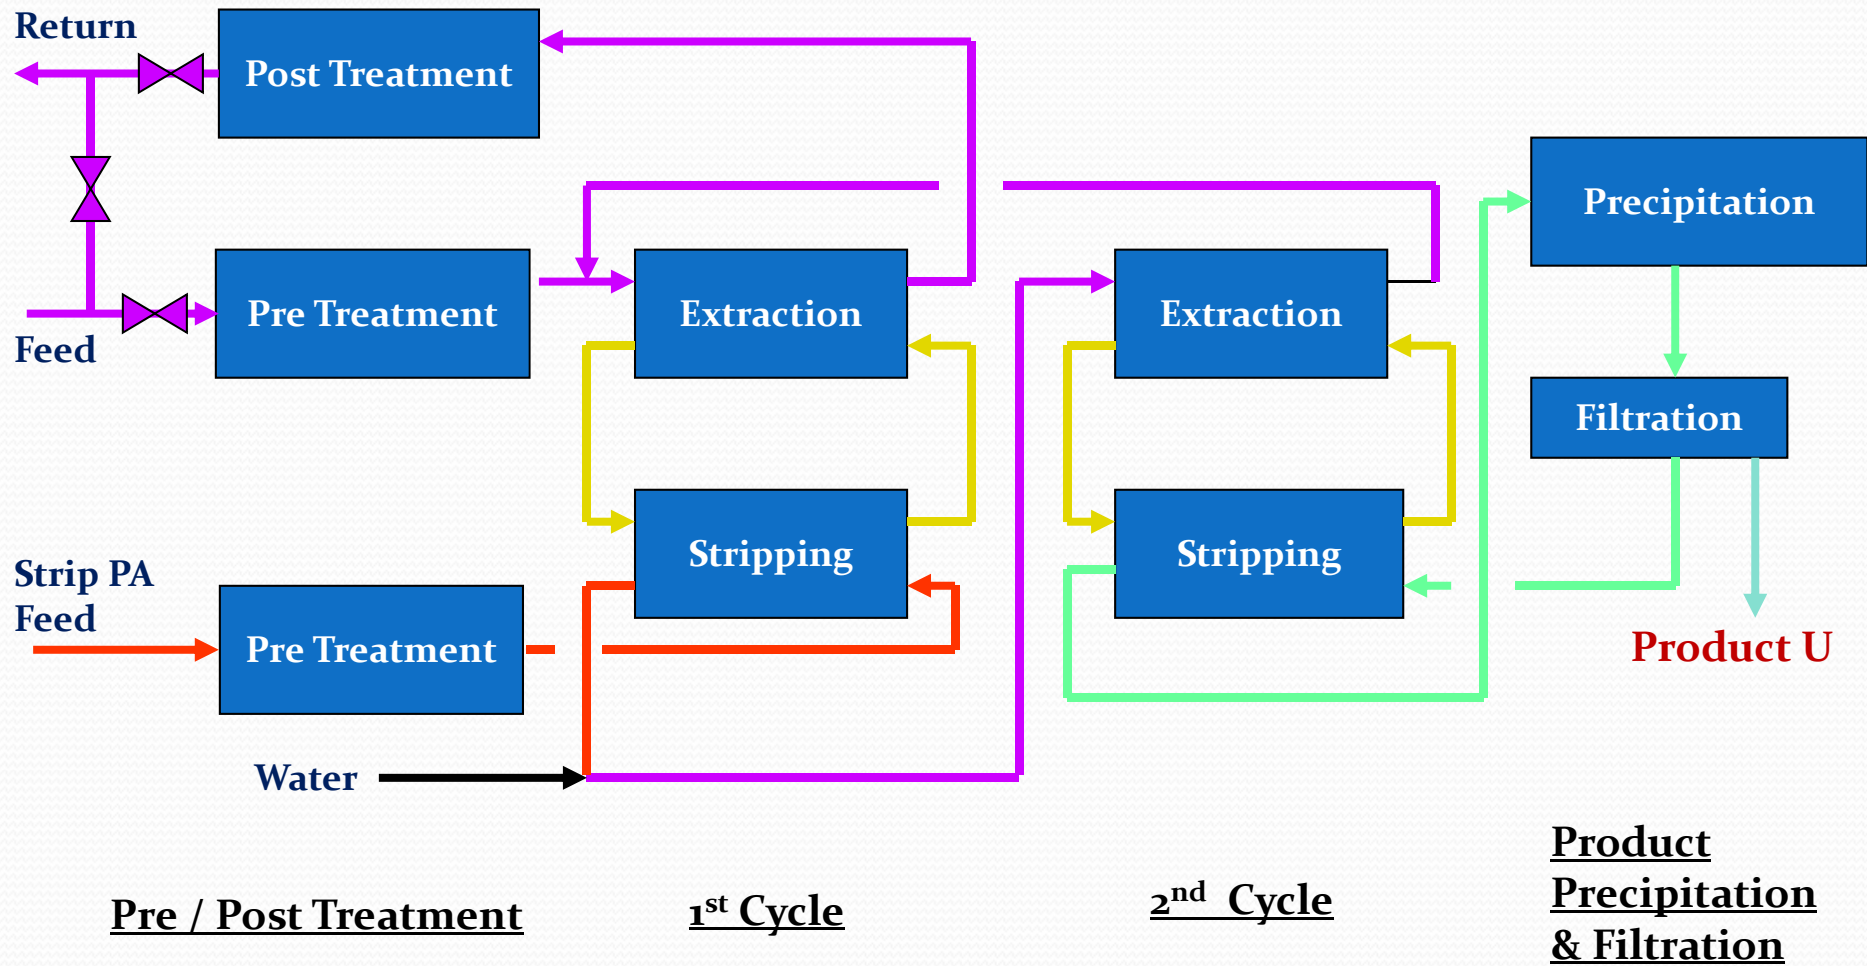 Return
Post Treatment
Precipitation
Pre Treatment
Extraction
Extraction
Feed
Filtration
Strip PA
Feed
Stripping
Stripping
Pre Treatment
Product U
Water
Pre / Post Treatment
1st Cycle
2nd Cycle
Product
Precipitation
& Filtration